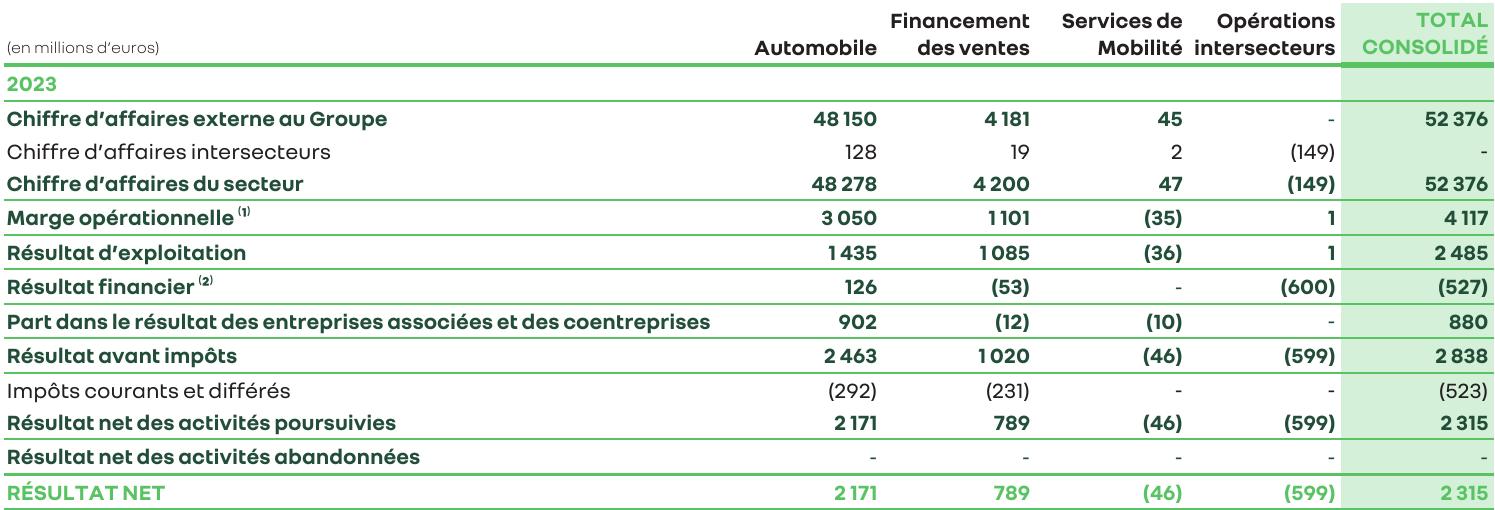 (en millions d'euros) Automobile Financement des ventes Services de Mobilité Opérations intersecteurs TOTAL CONSOLIDÉ
2023
Chiffre d'affaires externe au Groupe 48 150 4 181 45 - 52 376
Chiffre d'affaires intersecteurs 128 19 2 (149) -
Chiffre d'affaires du secteur 48 278 4 200 47 (149) 52 376
Marge opérationnelle (1) 3 050 1 101 (35) 1 4 117
Résultat d'exploitation 1 435 1 085 (36) 1 2 485
Résultat financier (2) 126 (53) - (600) (527)
Part dans le résultat des entreprises associées et des coentreprises 902 (12) (10) - 880
Résultat avant impôts 2 463 1 020 (46) (599) 2 838
Impôts courants et différés (292) (231) - - (523)
Résultat net des activités poursuivies 2 171 789 (46) (599) 2 315
Résultat net des activités abandonnées - - - - -
RÉSULTAT NET 2 171 789 (46) (599) 2 315